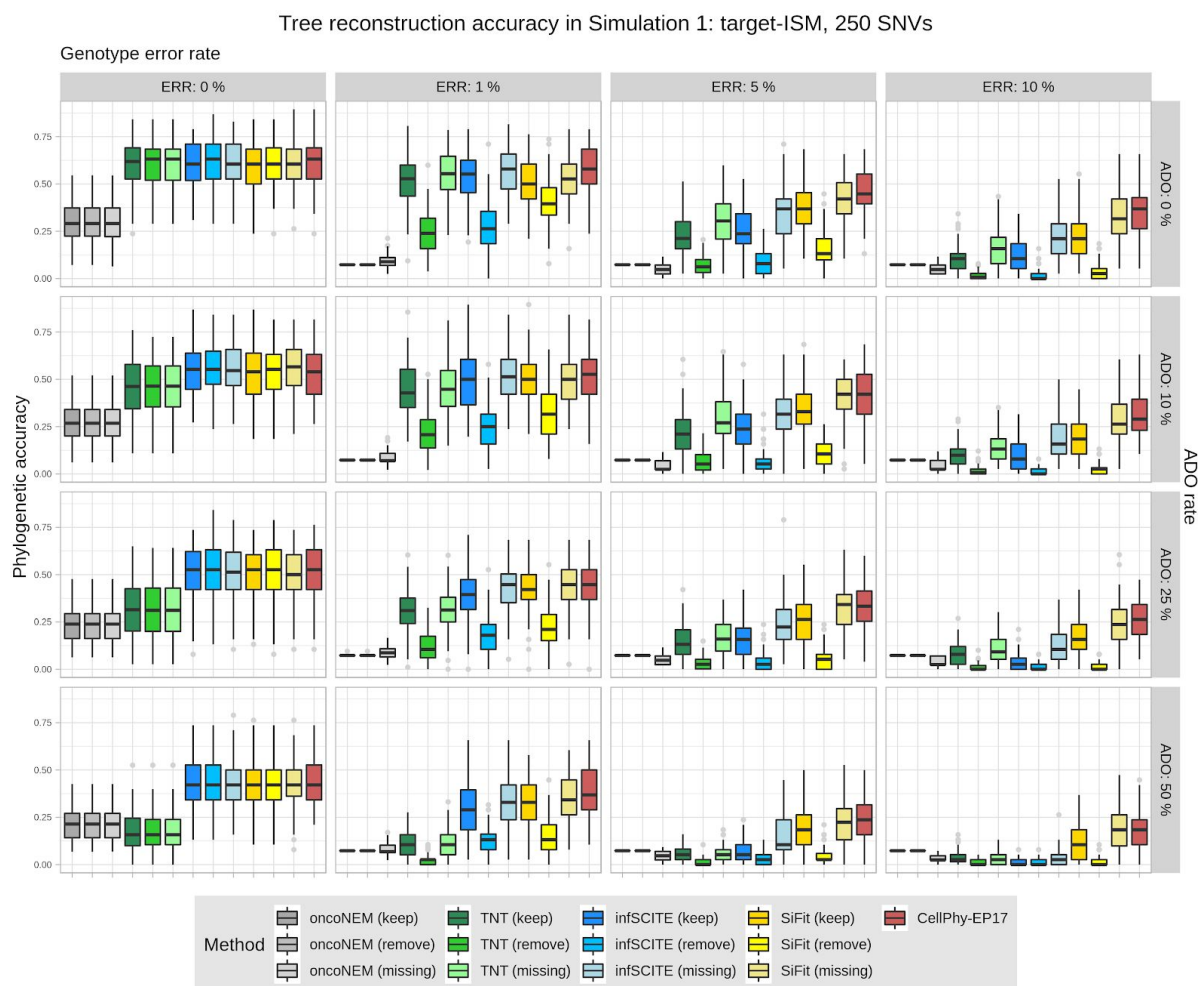 Tree reconstruction accuracy in Simulation 1: target-ISM, 250 SNVs
Genotype error rate
ERR: 0 %
ERR: 1 %
ERR: 5 %
ERR: 10 %
Phylogenetic accuracy
0.75
0.50
0.25
0.00
ADO: 0 %
0.75
0.50
0.25
0.00
ADO: 10 %
0.75
0.50
0.25
0.00
ADO: 25 %
0.75
0.50
0.25
0.00
ADO: 50 %
ADO rate
Method
oncoNEM (keep)
oncoNEM (remove)
oncoNEM (missing)
TNT (keep)
TNT (remove)
TNT (missing)
infSCITE (keep)
infSCITE (remove)
infSCITE (missing)
SiFit (keep)
SiFit (remove)
SiFit (missing)
CellPhy-EP17